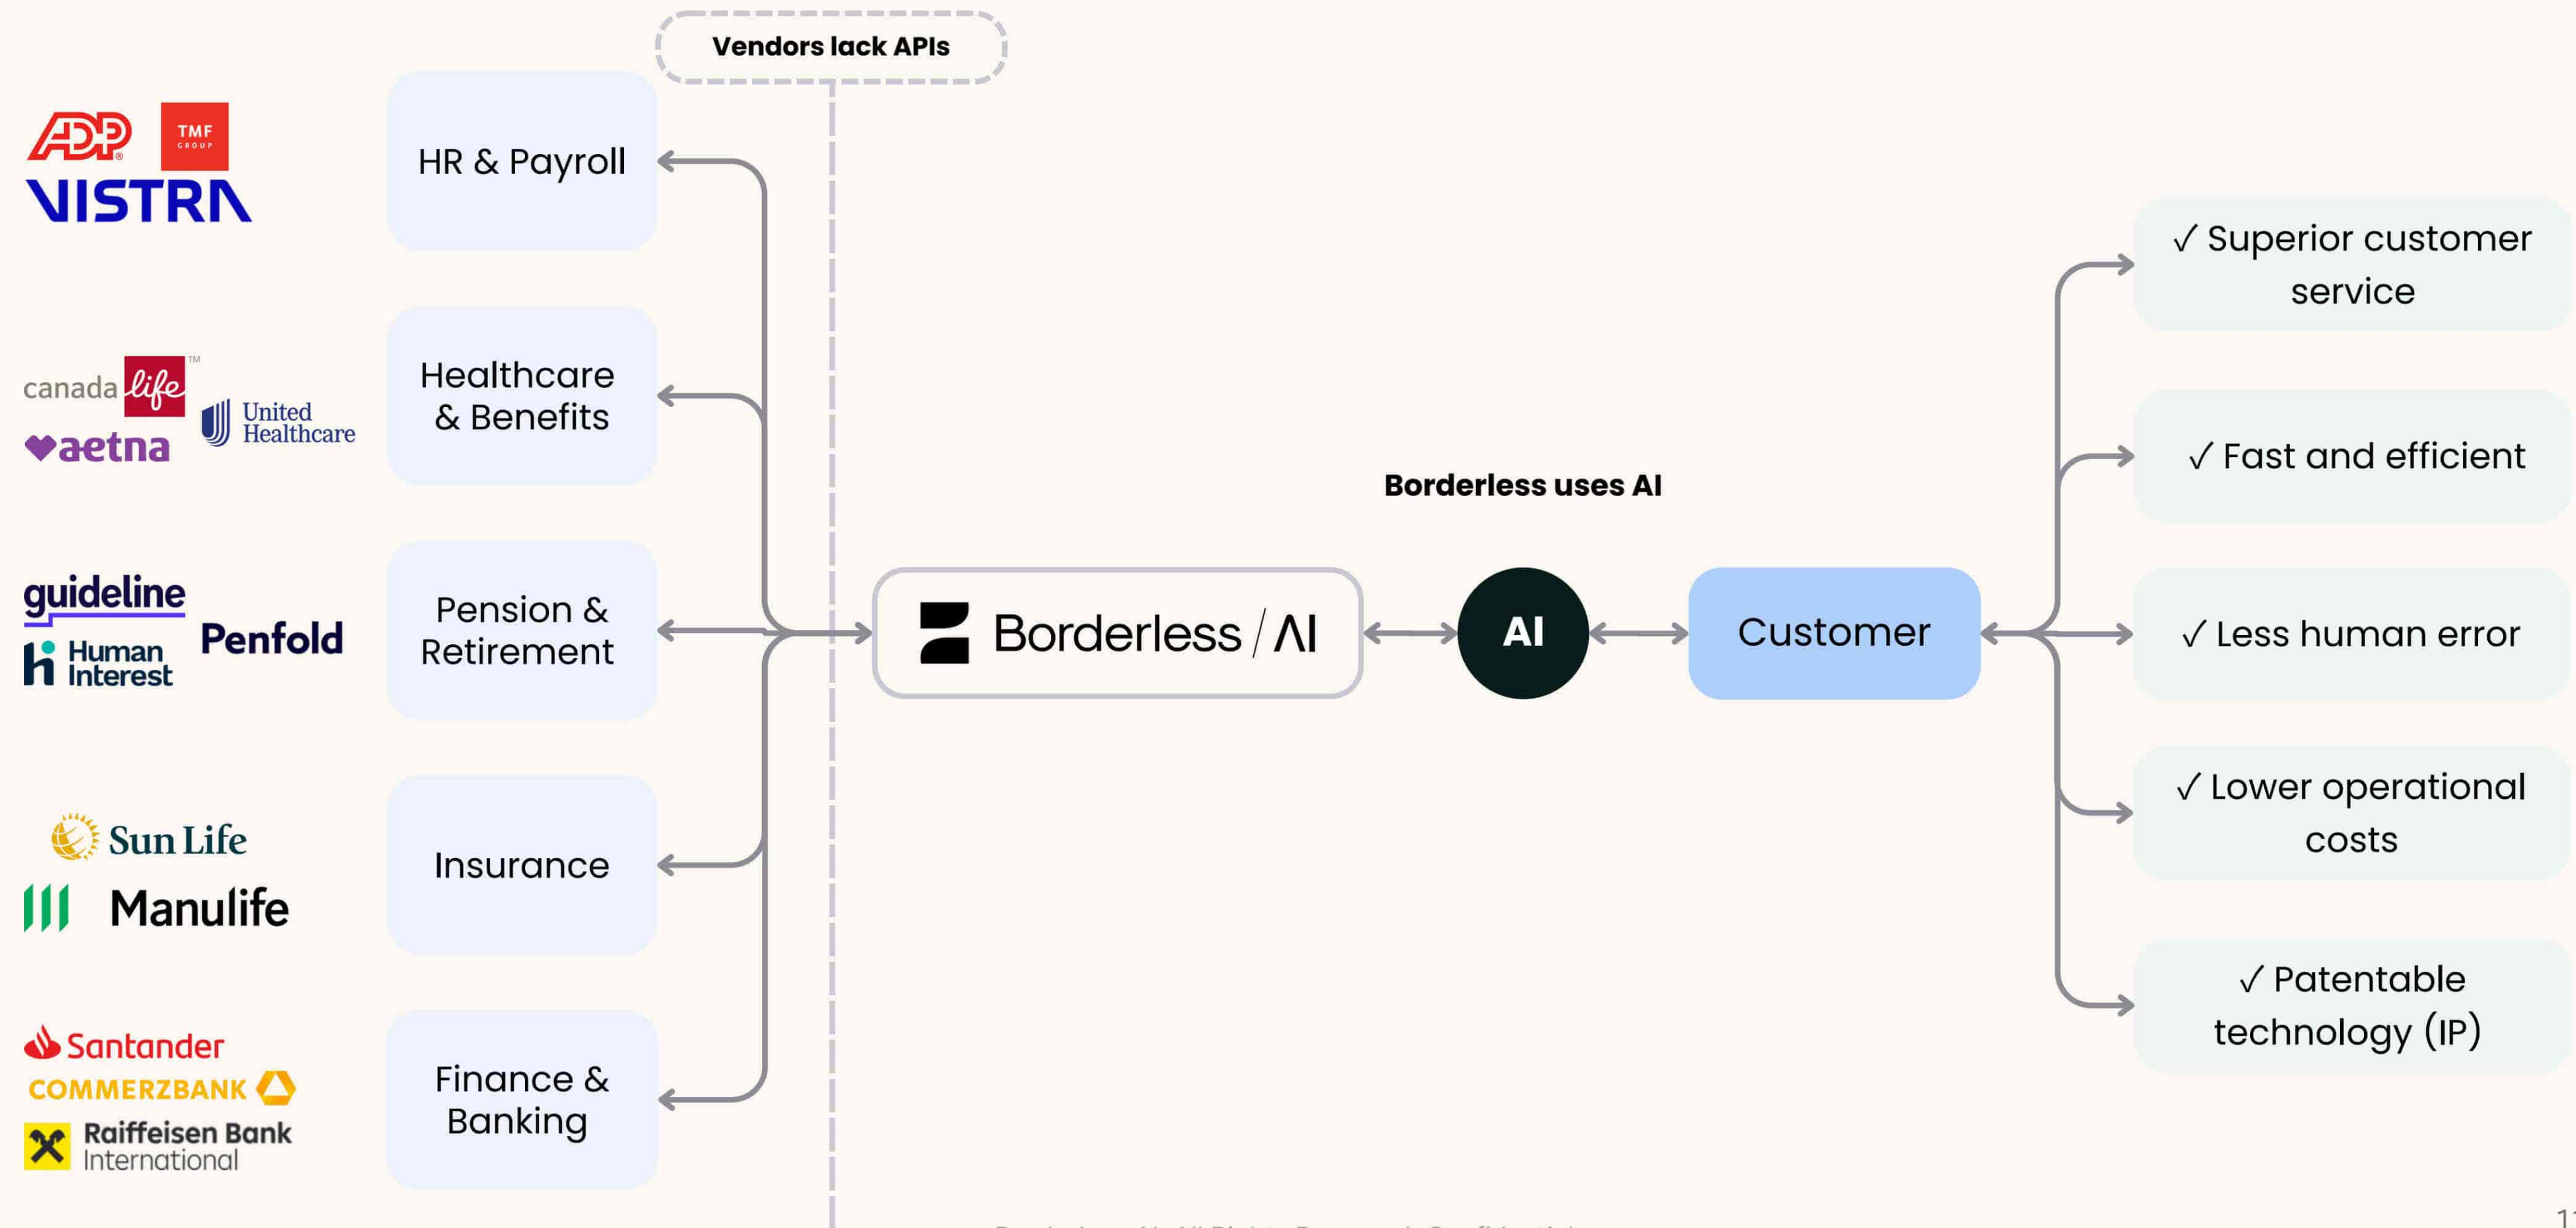 Vendors lack APIs
ADP
TMF
GROUP
VISTRA
HR & Payroll
canada life™
aetna
United
Healthcare
Healthcare
& Benefits
guideline
Human
Interest
Penfold
Pension &
Retirement
Sun Life
Manulife
Insurance
Santander
COMMERZBANK
Raiffeisen Bank
International
Finance &
Banking
Borderless/AI
Borderless uses AI
AI
Customer
✓ Superior customer
service
✓ Fast and efficient
✓ Less human error
✓ Lower operational
costs
✓ Patentable
technology (IP)